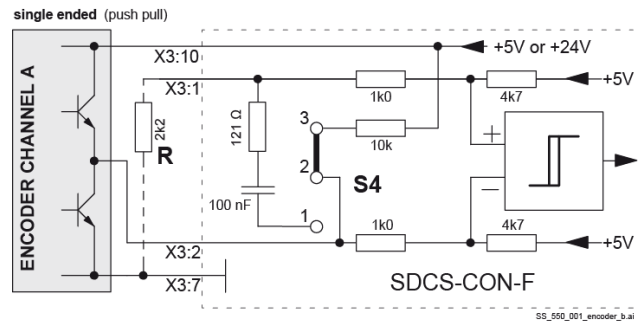 single ended (push pull)
ENCODER CHANNEL A
X3:10
+5V or +24V
X3:1
1k0
4k7
+5V
2k2
R
121 Ω
3
10k
+
2
S4
−
100 nF
1
1k0
4k7
X3:2
+5V
X3:7
SDCS-CON-F
SS_550_001_encoder_b.ai